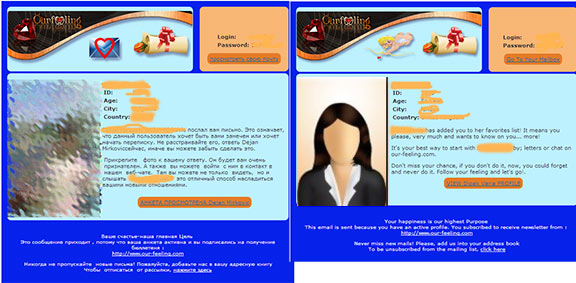 Ourfeeling
Login:
Password:
Просмотреть свою почту
ID:
Age:
City:
Country:
послал вам письмо. Это означает,
что данный пользователь хочет быть вами замечен или хочет
начать переписку. Не расстраивайте его, ответь Dejan
иначе вы можете забыть сделать это.
Прикрепите фото к вашему ответу. Он будет вам очень
признателен. А также вы можете войти с ним в контакт в
нашем веб-чате. Там вы можете не только видеть, но и
слышать это отличный способ насладиться
вашими новыми отношениями.
АНКЕТА ПРОСМОТРЕНА Dejan
Ваше счастье-наша главная Цель
Это сообщение приходит , потому что ваша анкета активна и вы подписались на получение
бюллетеня :
http://www.our-feeling.com
Никогда не пропускайте новые письма! Пожалуйста, добавьте нас в вашу адресную книгу
Чтобы отписаться от рассылки, нажмите здесь
Ourfeeling
Login:
Password:
Go To Your Mailbox
ID:
Age:
City:
Country:
has added you to her favorites list! It means you
please, very much and wants to know on you... more!
It's your best way to start with by: letters or chat on
our-feeling.com.
Don't miss your chance, if you don't do it now, you could forget
and never do it. Follow your feeling and let's go!.
VIEW PROFILE
Your happiness is our highest Purpose
This email is sent because you have an active profile. You subscribed to receive newsletter from :
http://www.our-feeling.com
Never miss new mails! Please, add us into your address book
To be unsubscribed from the mailing list, click here